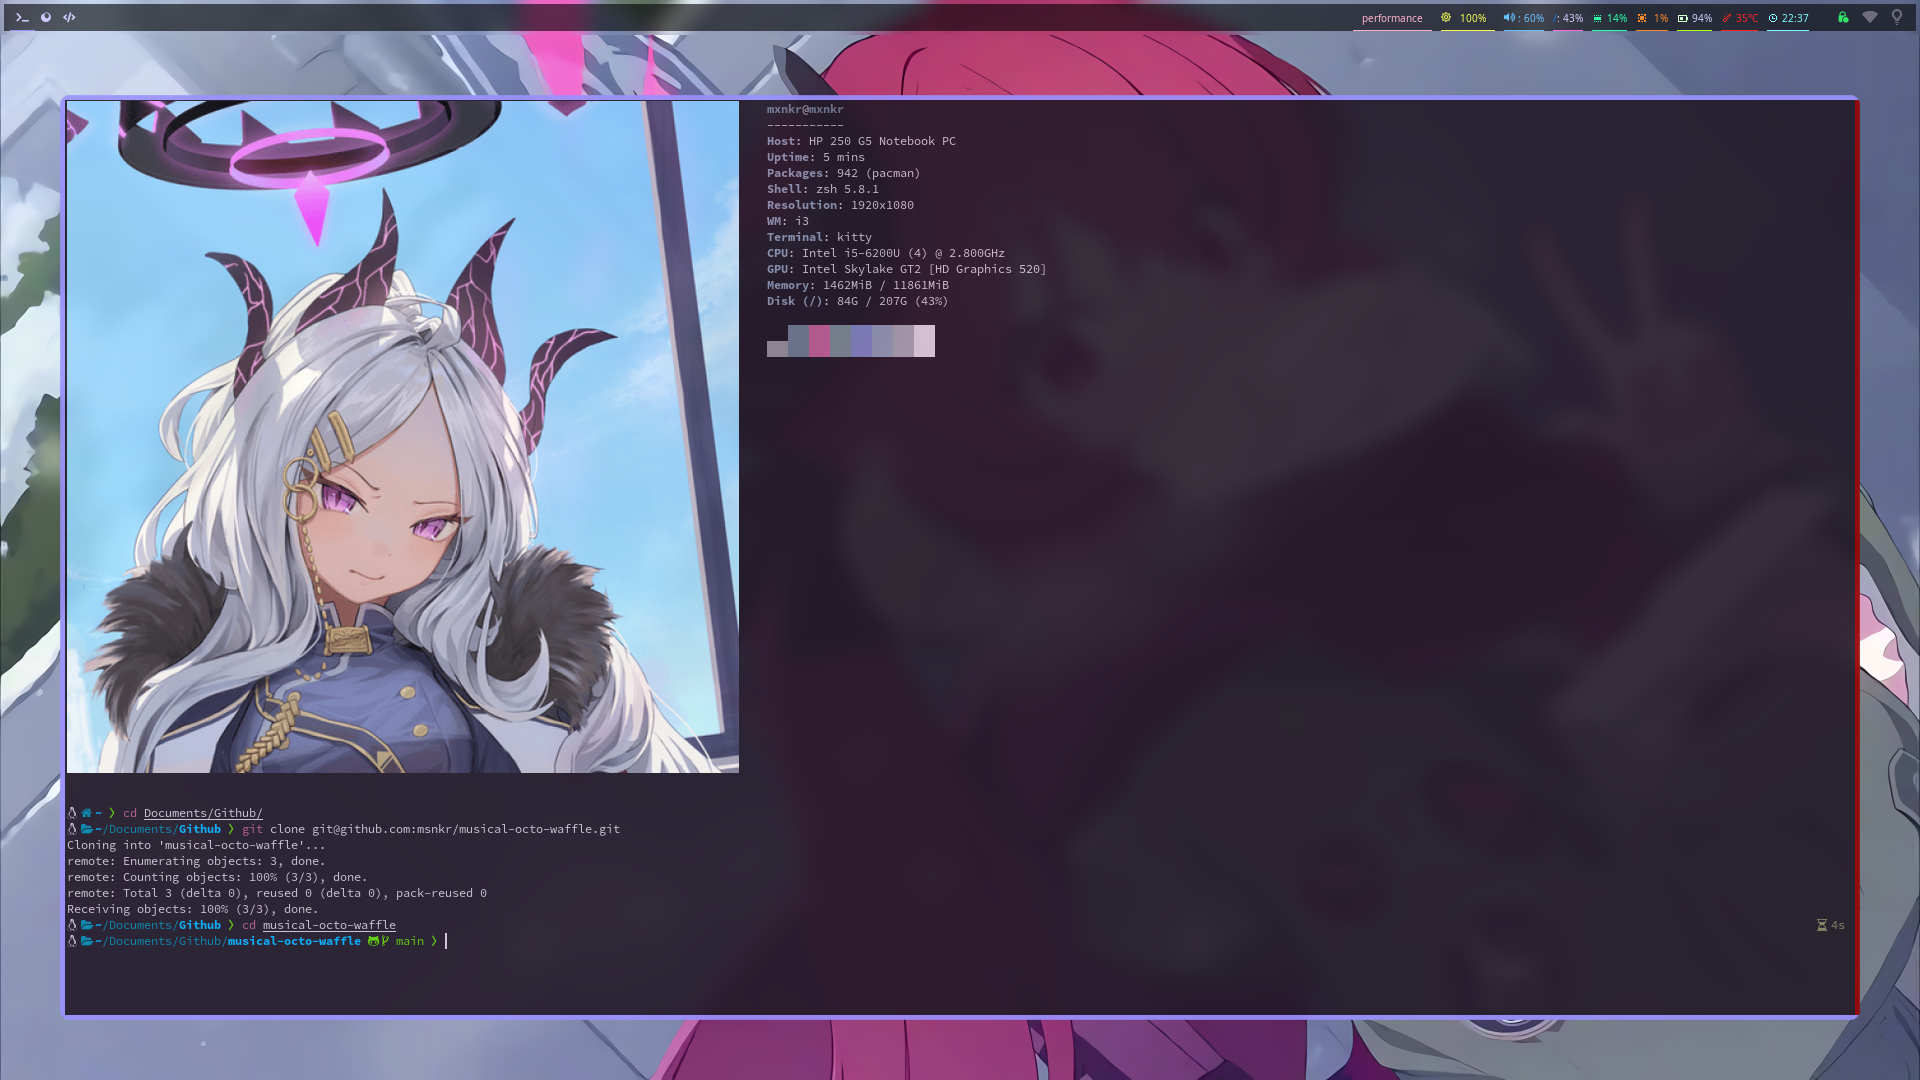 performance 100% : 60% : 43% 14% 1% 94% 35°C 22:37
mxnkr@mxnkr
-----------
Host: HP 250 G5 Notebook PC
Uptime: 5 mins
Packages: 942 (pacman)
Shell: zsh 5.8.1
Resolution: 1920x1080
WM: i3
Terminal: kitty
CPU: Intel i5-6200U (4) @ 2.800GHz
GPU: Intel Skylake GT2 [HD Graphics 520]
Memory: 1462MiB / 11861MiB
Disk (/): 84G / 207G (43%)
~ ❯ cd Documents/Github/
~/Documents/Github ❯ git clone git@github.com:msnkr/musical-octo-waffle.git
Cloning into 'musical-octo-waffle'...
remote: Enumerating objects: 3, done.
remote: Counting objects: 100% (3/3), done.
remote: Total 3 (delta 0), reused 0 (delta 0), pack-reused 0
Receiving objects: 100% (3/3), done.
~/Documents/Github ❯ cd musical-octo-waffle 4s
~/Documents/Github/musical-octo-waffle main ❯